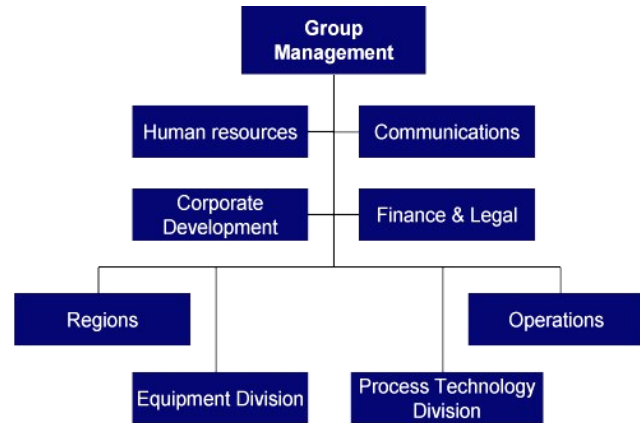 Group
Management
Human resources
Communications
Corporate
Development
Finance & Legal
Regions
Operations
Equipment Division
Process Technology
Division